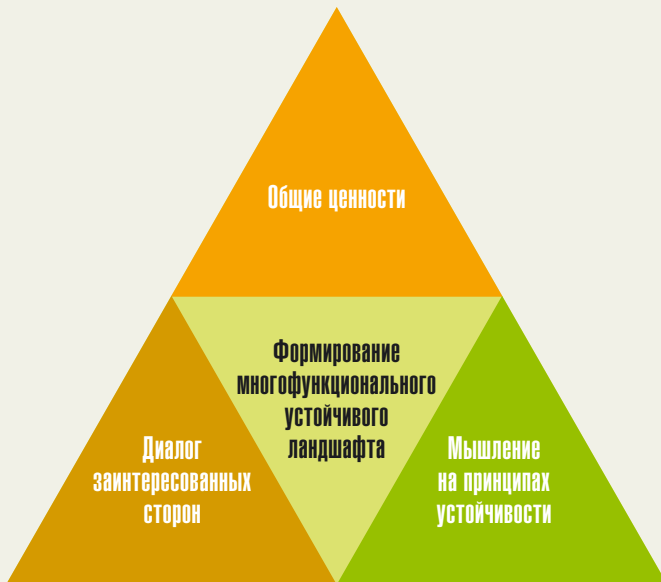 Общие ценности
Формирование
многофункционального
устойчивого
ландшафта
Диалог
заинтересованных
сторон
Мышление
на принципах
устойчивости